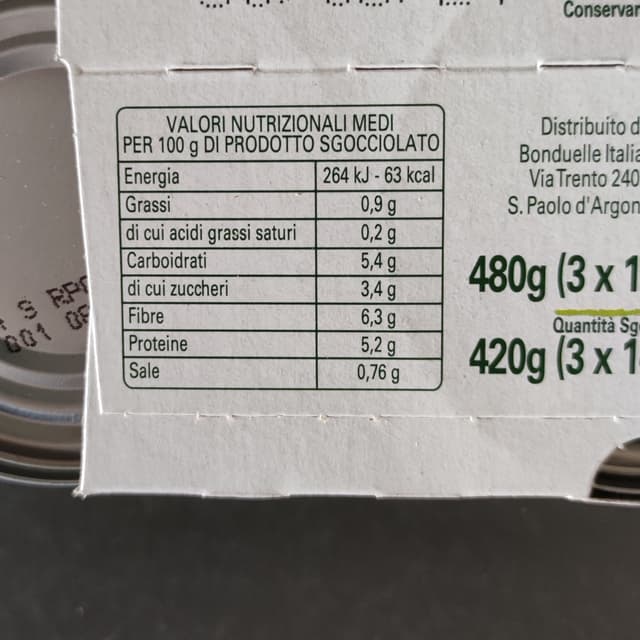 Conservar
VALORI NUTRIZIONALI MEDI
PER 100 g DI PRODOTTO SGOCCIOLATO
Energia 264 kJ - 63 kcal
Grassi 0,9 g
di cui acidi grassi saturi 0,2 g
Carboidrati 5,4 g
di cui zuccheri 3,4 g
Fibre 6,3 g
Proteine 5,2 g
Sale 0,76 g
Distribuito d
Bonduelle Italia
Via Trento 240
S. Paolo d'Argon
480g (3 x 1
Quantità Sg
420g (3 x 1
S RP
001 0